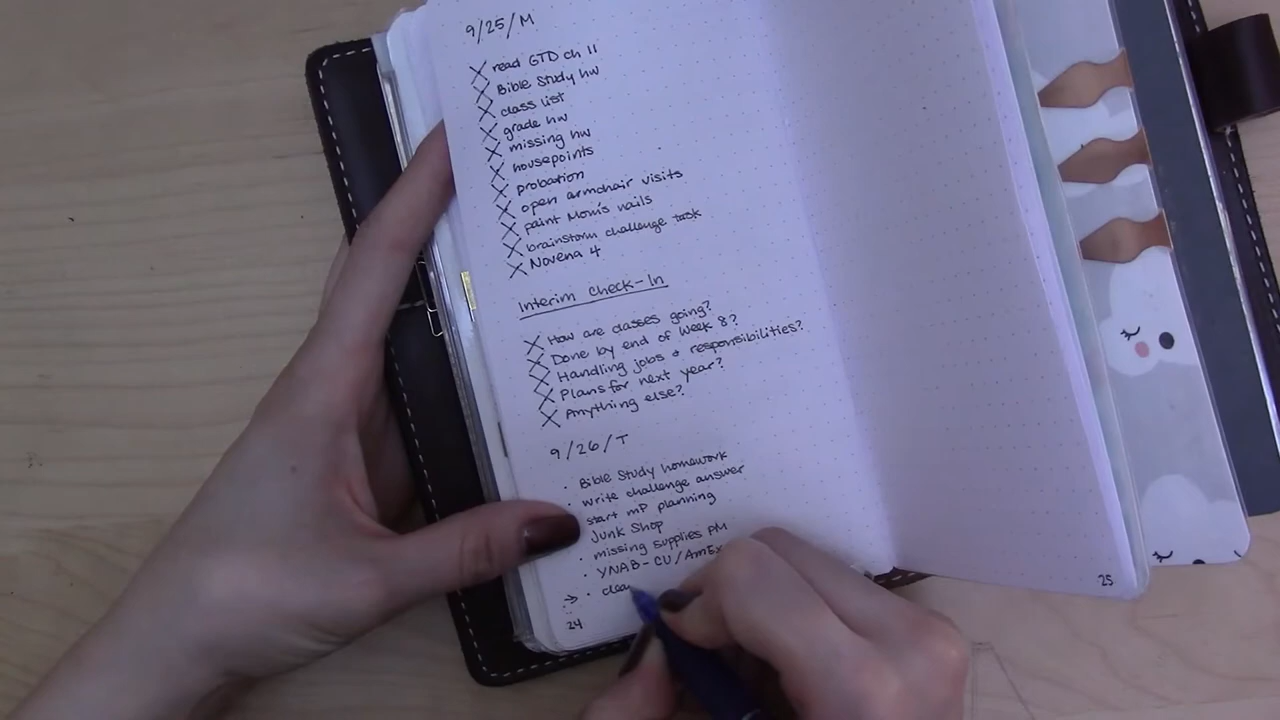 9/25/M
read GTD ch 11
Bible Study hw
class list
grade hw
missing hw
housepoints
probation
open armchair visits
paint Mom's nails
brainstorm challenge task
Novena 4
Interim Check-In
How are classes going?
Done by end of Week 8?
Handling jobs & responsibilities?
Plans for next year?
Anything else?
9/26/T
· Bible Study homework
· write challenge answer
· start MP planning
Junk Shop
· missing supplies PM
· YNAB - CU/AmEx
→ · clea
24
25